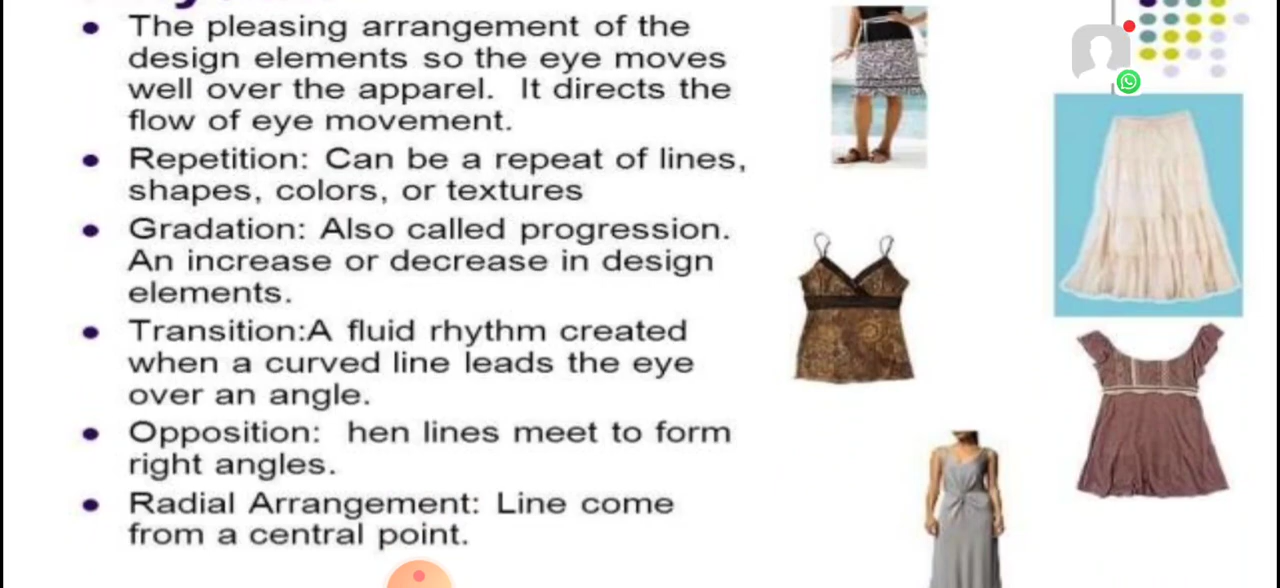 The pleasing arrangement of the
design elements so the eye moves
well over the apparel. It directs the
flow of eye movement.
Repetition: Can be a repeat of lines,
shapes, colors, or textures
Gradation: Also called progression.
An increase or decrease in design
elements.
Transition:A fluid rhythm created
when a curved line leads the eye
over an angle.
Opposition: hen lines meet to form
right angles.
Radial Arrangement: Line come
from a central point.